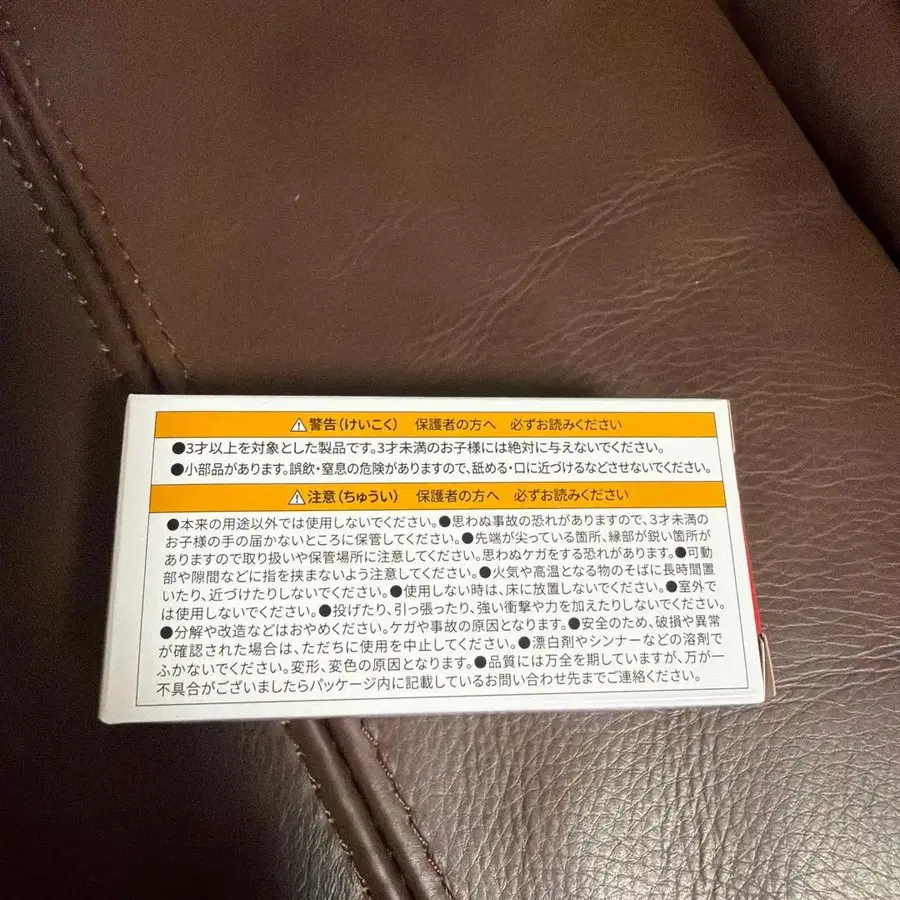 ⚠警告(けいこく) 保護者の方へ 必ずお読みください
●3才以上を対象とした製品です。3才未満のお子様には絶対に与えないでください。
●小部品があります。誤飲・窒息の危険がありますので、舐める・口に近づけるなどさせないでください。
⚠注意(ちゅうい) 保護者の方へ 必ずお読みください
●本来の用途以外では使用しないでください。●思わぬ事故の恐れがありますので、3才未満の
お子様の手の届かないところに保管してください。●先端が尖っている箇所、縁部が鋭い箇所が
ありますので取り扱いや保管場所に注意してください。思わぬケガをする恐れがあります。●可動
部や隙間などに指を挟まないよう注意してください。●火気や高温となる物のそばに長時間置
いたり、近づけたりしないでください。●使用しない時は、床に放置しないでください。●室外で
は使用しないでください。●投げたり、引っ張ったり、強い衝撃や力を加えたりしないでください。
●分解や改造などはおやめください。ケガや事故の原因となります。●安全のため、破損や異常
が確認された場合は、ただちに使用を中止してください。●漂白剤やシンナーなどの溶剤で
ふかないでください。変形、変色の原因となります。●品質には万全を期していますが、万が一
不具合がございましたらパッケージ内に記載しているお問い合わせ先までご連絡ください。